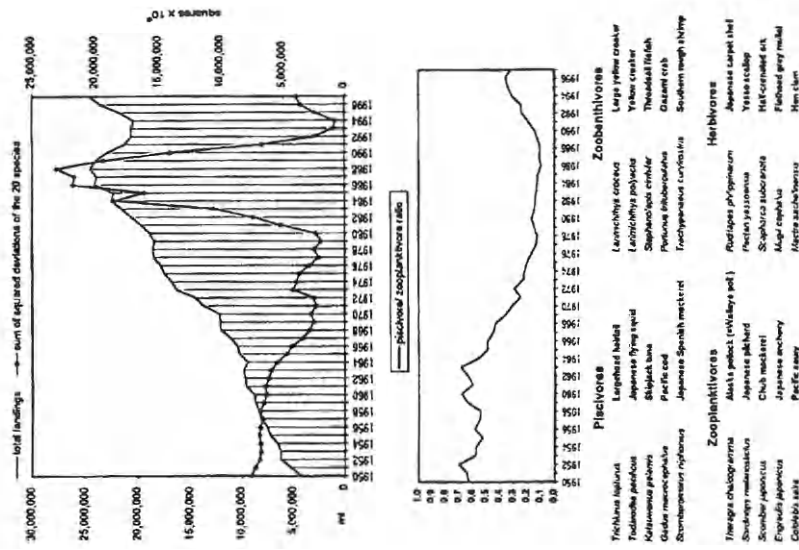 total landings
sum of squared deviations of the 20 species
30,000,000
25,000,000
20,000,000
15,000,000
10,000,000
5,000,000
mt 0
25,000,000
20,000,000
15,000,000
10,000,000
5,000,000
0
squares x 10⁶
1950
1952
1954
1956
1958
1960
1962
1964
1966
1968
1970
1972
1974
1976
1978
1980
1982
1984
1986
1988
1990
1992
1994
1996
piscivore/ zooplanktivore ratio
1.0
0.9
0.8
0.7
0.6
0.5
0.4
0.3
0.2
0.1
0.0
Piscivores
Trichiurus lepturus Largehead hairtail
Todarodes pacificus Japanese flying squid
Katsuwonus pelamis Skipjack tuna
Gadus macrocephalus Pacific cod
Scomberomorus niphonius Japanese Spanish mackerel
Zoobenthivores
Larimichthys croceus Large yellow croaker
Larimichthys polyactis Yellow croaker
Stephanolepis cirrhifer Threadsail filefish
Portunus trituberculatus Gazami crab
Trachypenaeus curvirostris Southern rough shrimp
Zooplanktivores
Theragra chalcogramma Alaska pollock (=Walleye poll.)
Sardinops melanostictus Japanese pilchard
Scomber japonicus Chub mackerel
Engraulis japonicus Japanese anchovy
Cololabis saira Pacific saury
Herbivores
Ruditapes philippinarum Japanese carpet shell
Pecten yessoensis Yesso scallop
Scapharca subcrenata Half-crenated ark
Mugil cephalus Flathead grey mullet
Mactra sachalinensis Hen clam